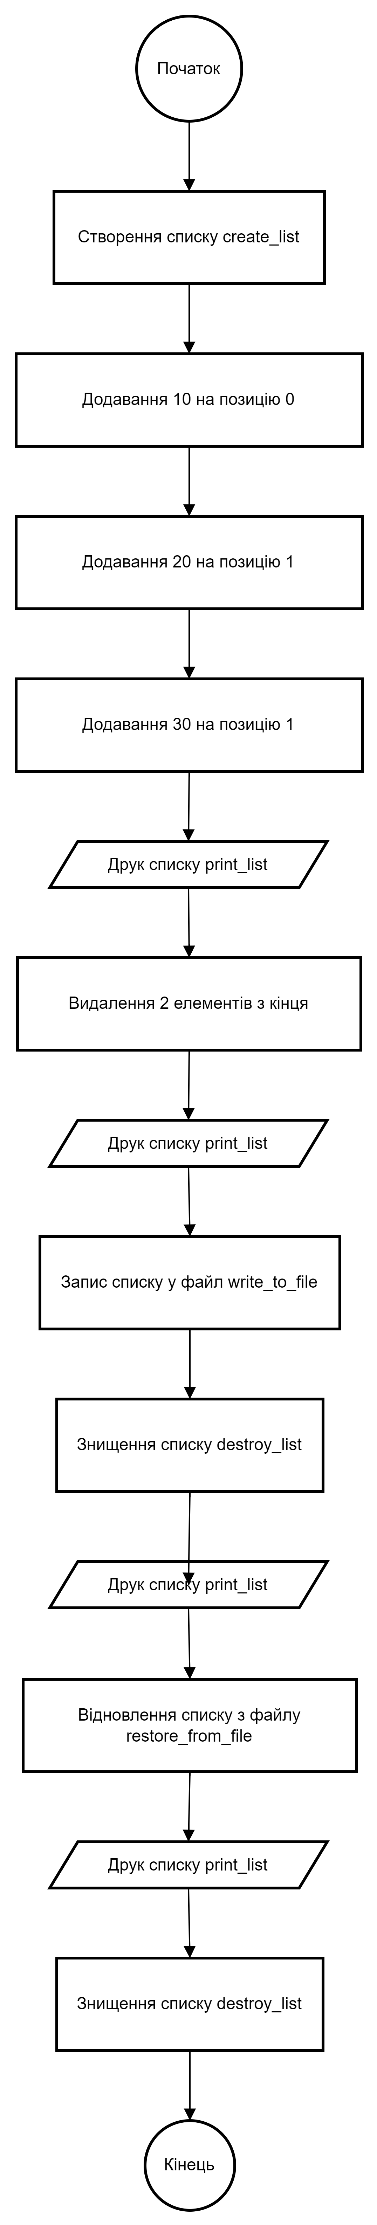 Початок
Створення списку create_list
Додавання 10 на позицію 0
Додавання 20 на позицію 1
Додавання 30 на позицію 1
Друк списку print_list
Видалення 2 елементів з кінця
Друк списку print_list
Запис списку у файл write_to_file
Знищення списку destroy_list
Друк списку print_list
Відновлення списку з файлу
restore_from_file
Друк списку print_list
Знищення списку destroy_list
Кінець